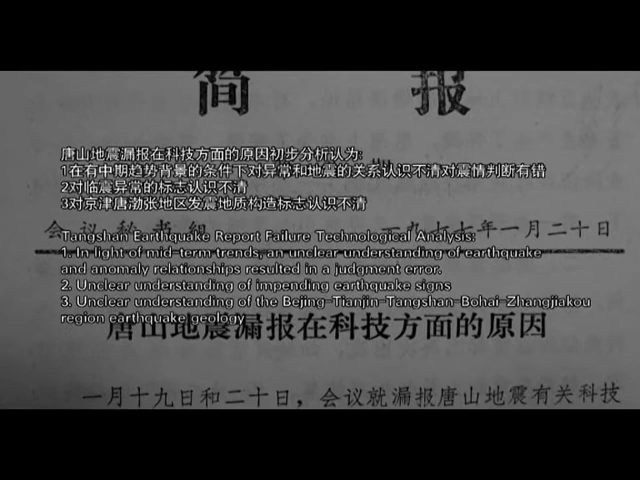 简 报
唐山地震漏报在科技方面的原因初步分析认为:
1在有中期趋势背景的条件下对异常和地震的关系认识不清对震情判断有错
2对临震异常的标志认识不清
3对京津唐渤张地区发震地质构造标志认识不清
会议秘书组 一九七七年一月二十日
Tangshan Earthquake Report Failure Technological Analysis:
1. In light of mid-term trends, an unclear understanding of earthquake
and anomaly relationships resulted in a judgment error.
2. Unclear understanding of impending earthquake signs
3. Unclear understanding of the Bejing-Tianjin-Tangshan-Bohai-Zhangjiakou
region earthquake geology
唐山地震漏报在科技方面的原因
一月十九日和二十日，会议就漏报唐山地震有关科技